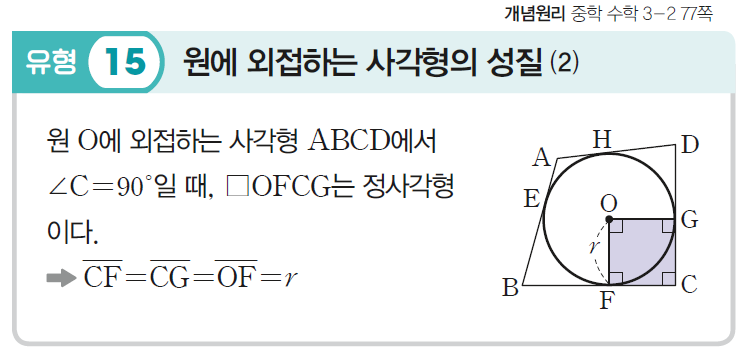 개념원리 중학 수학 3-2 77쪽
유형 15 원에 외접하는 사각형의 성질 (2)
원 O에 외접하는 사각형 ABCD에서
∠C=90°일 때, □OFCG는 정사각형
이다.
➡ \overline{CF}=\overline{CG}=\overline{OF}=r
H
D
A
E
O
G
r
B
C
F